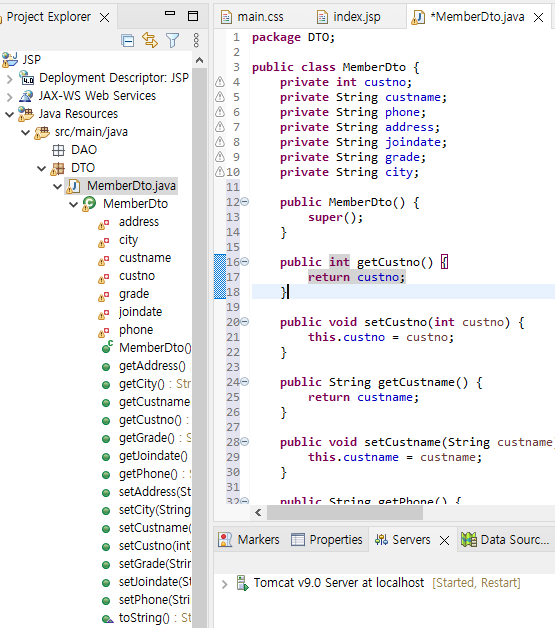 Project Explorer
JSP
Deployment Descriptor: JSP
JAX-WS Web Services
Java Resources
src/main/java
DAO
DTO
MemberDto.java
MemberDto
address
city
custname
custno
grade
joindate
phone
MemberDto()
getAddress()
getCity() : Str
getCustname
getCustno() :
getGrade() : S
getJoindate()
getPhone() : S
setAddress(St
setCity(String
setCustname(
setCustno(int)
setGrade(Strin
setJoindate(St
setPhone(Stri
toString() : Str
main.css
index.jsp
*MemberDto.java
1 package DTO;
2
3 public class MemberDto {
4 private int custno;
5 private String custname;
6 private String phone;
7 private String address;
8 private String joindate;
9 private String grade;
10 private String city;
11
12 public MemberDto() {
13 super();
14 }
15
16 public int getCustno() {
17 return custno;
18 }
19
20 public void setCustno(int custno) {
21 this.custno = custno;
22 }
23
24 public String getCustname() {
25 return custname;
26 }
27
28 public void setCustname(String custname)
29 this.custname = custname;
30 }
31
32 public String getPhone() {
Markers
Properties
Servers
Data Sourc...
Tomcat v9.0 Server at localhost [Started, Restart]